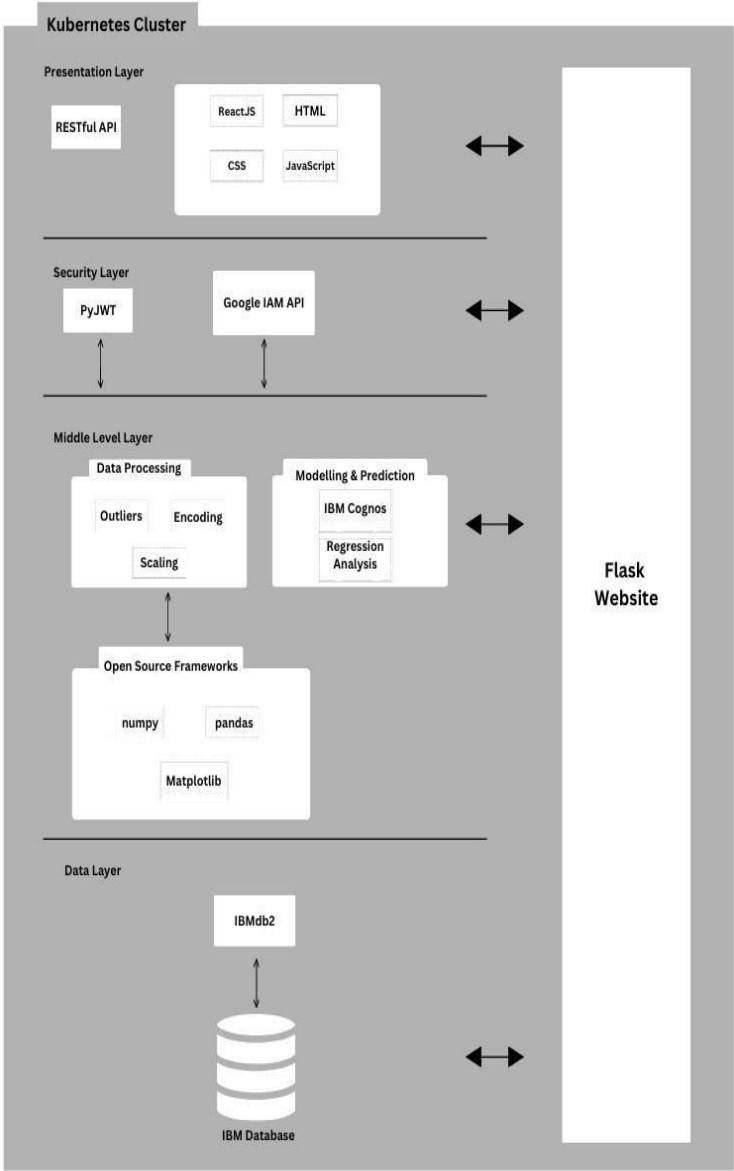 Kubernetes Cluster
Presentation Layer
RESTful API
ReactJS
HTML
CSS
JavaScript
Security Layer
PyJWT
Google IAM API
Middle Level Layer
Data Processing
Outliers
Encoding
Scaling
Modelling & Prediction
IBM Cognos
Regression
Analysis
Open Source Frameworks
numpy
pandas
Matplotlib
Data Layer
IBMdb2
IBM Database
Flask
Website